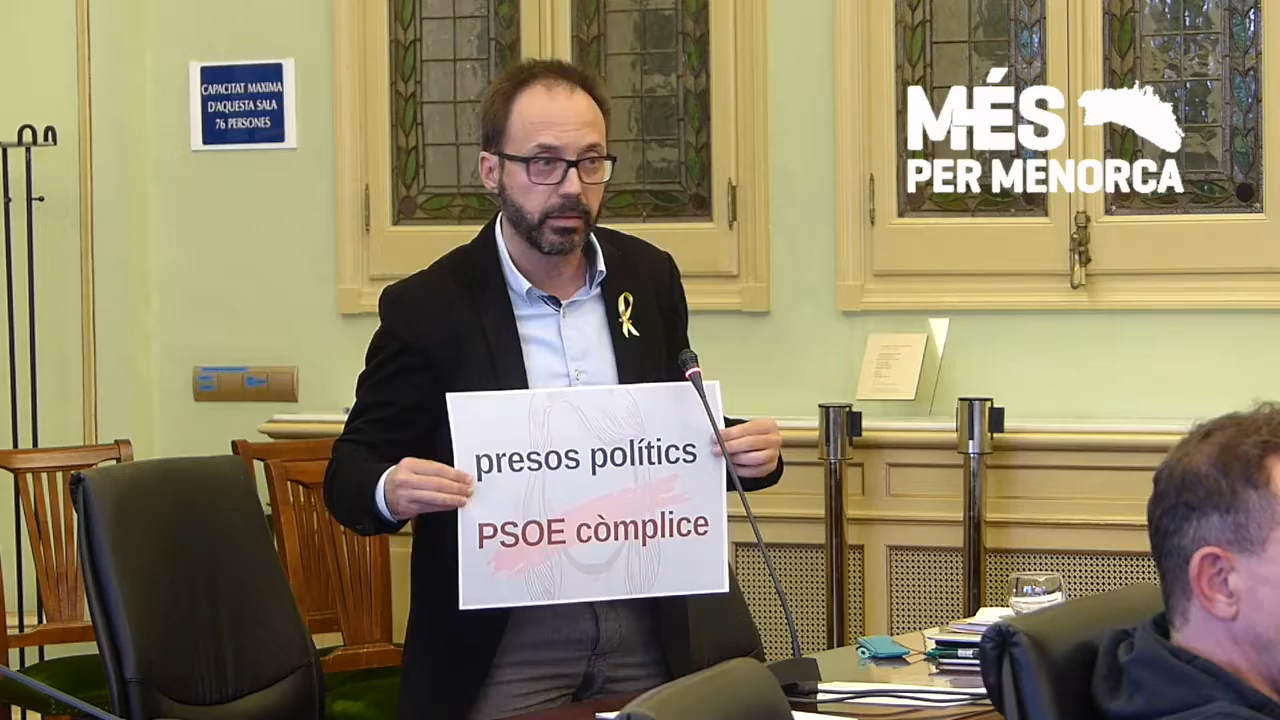 CAPACITAT MAXIMA
D'AQUESTA SALA
76 PERSONES
MÉS
PER MENORCA
presos polítics
PSOE còmplice